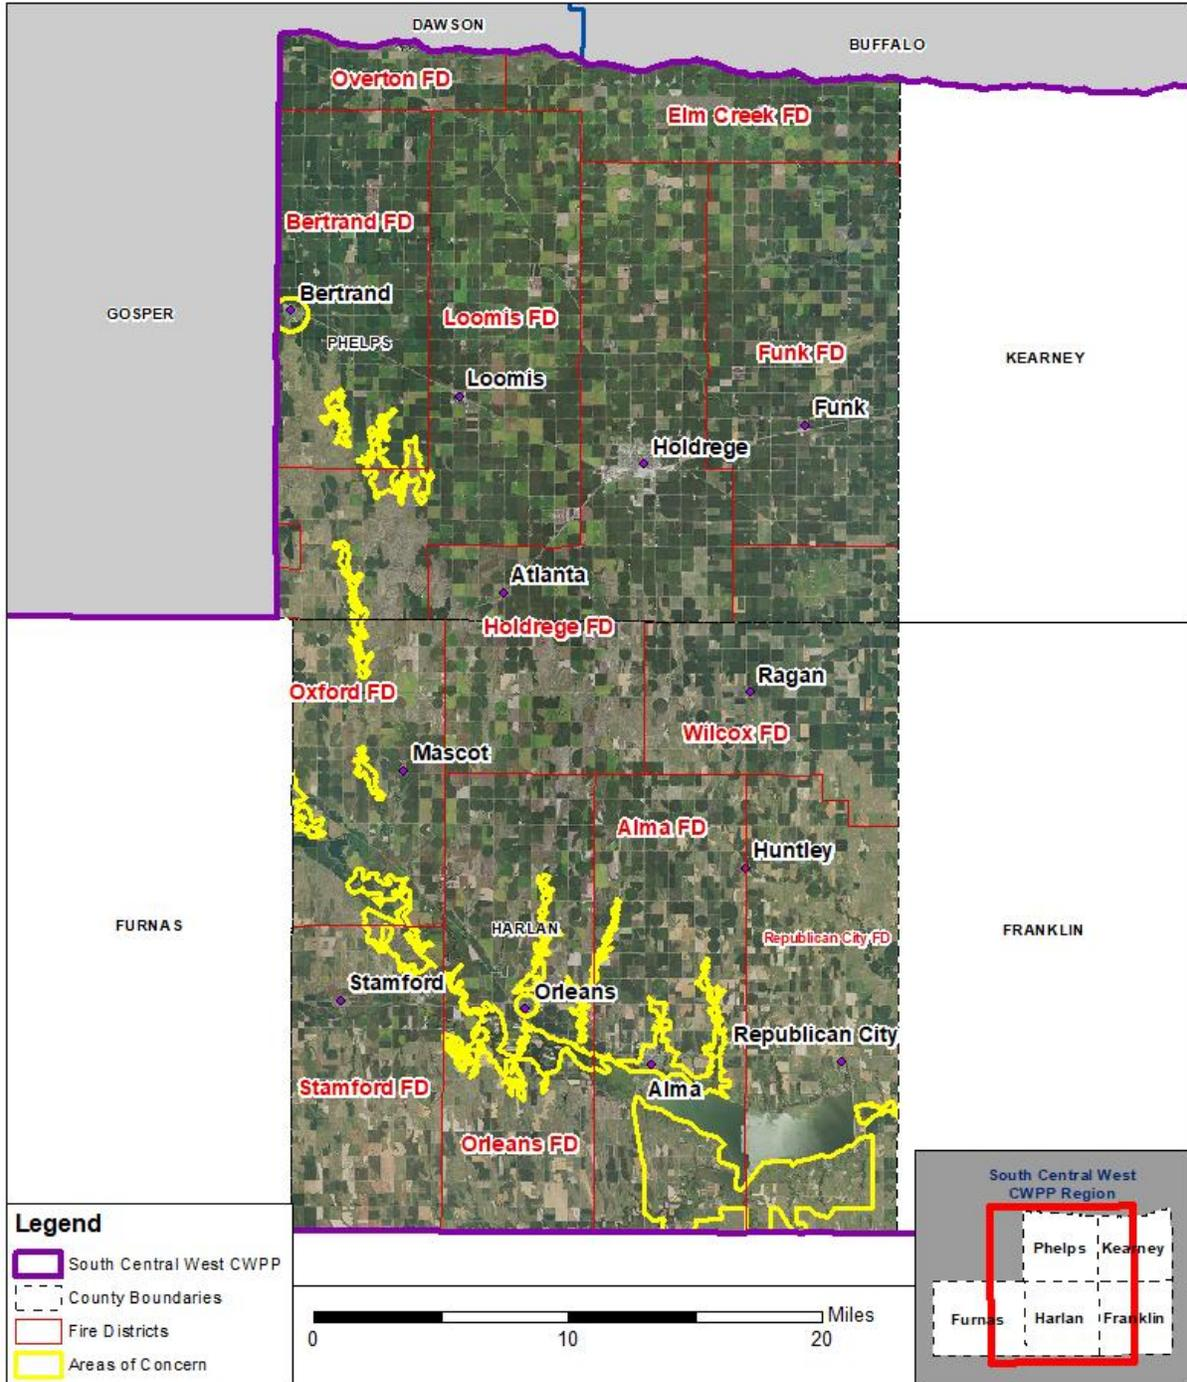 DAWSON
BUFFALO
Overton FD
Elm Creek FD
Bertrand FD
Bertrand
GOSPER
PHELPS
Loomis FD
Funk FD
KEARNEY
Loomis
Funk
Holdrege
Atlanta
Holdrege FD
Ragan
Oxford FD
Wilcox FD
Mascot
Alma FD
Huntley
FURNAS
HARLAN
Republican City FD
FRANKLIN
Stamford
Orleans
Republican City
Stamford FD
Alma
Orleans FD
Legend
South Central West CWPP
County Boundaries
Fire Districts
Areas of Concern
Miles
0
10
20
South Central West
CWPP Region
Phelps
Kearney
Furnas
Harlan
Franklin